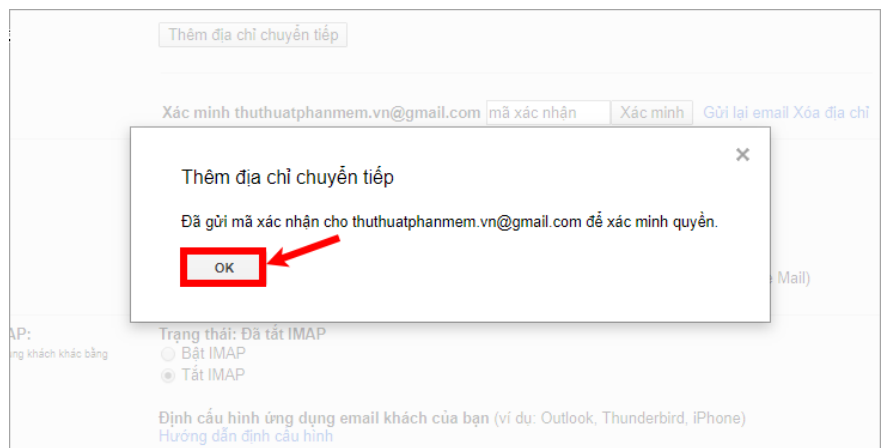 Thêm địa chỉ chuyển tiếp
Xác minh thuthuatphanmem.vn@gmail.com mã xác nhận Xác minh Gửi lại email Xóa địa chỉ
×
Thêm địa chỉ chuyển tiếp
Đã gửi mã xác nhận cho thuthuatphanmem.vn@gmail.com để xác minh quyền.
OK
Mail)
AP: Trạng thái: Đã tắt IMAP
ng khách khác bằng Bật IMAP
Tắt IMAP
Định cấu hình ứng dụng email khách của bạn (ví dụ: Outlook, Thunderbird, iPhone)
Hướng dẫn định cấu hình